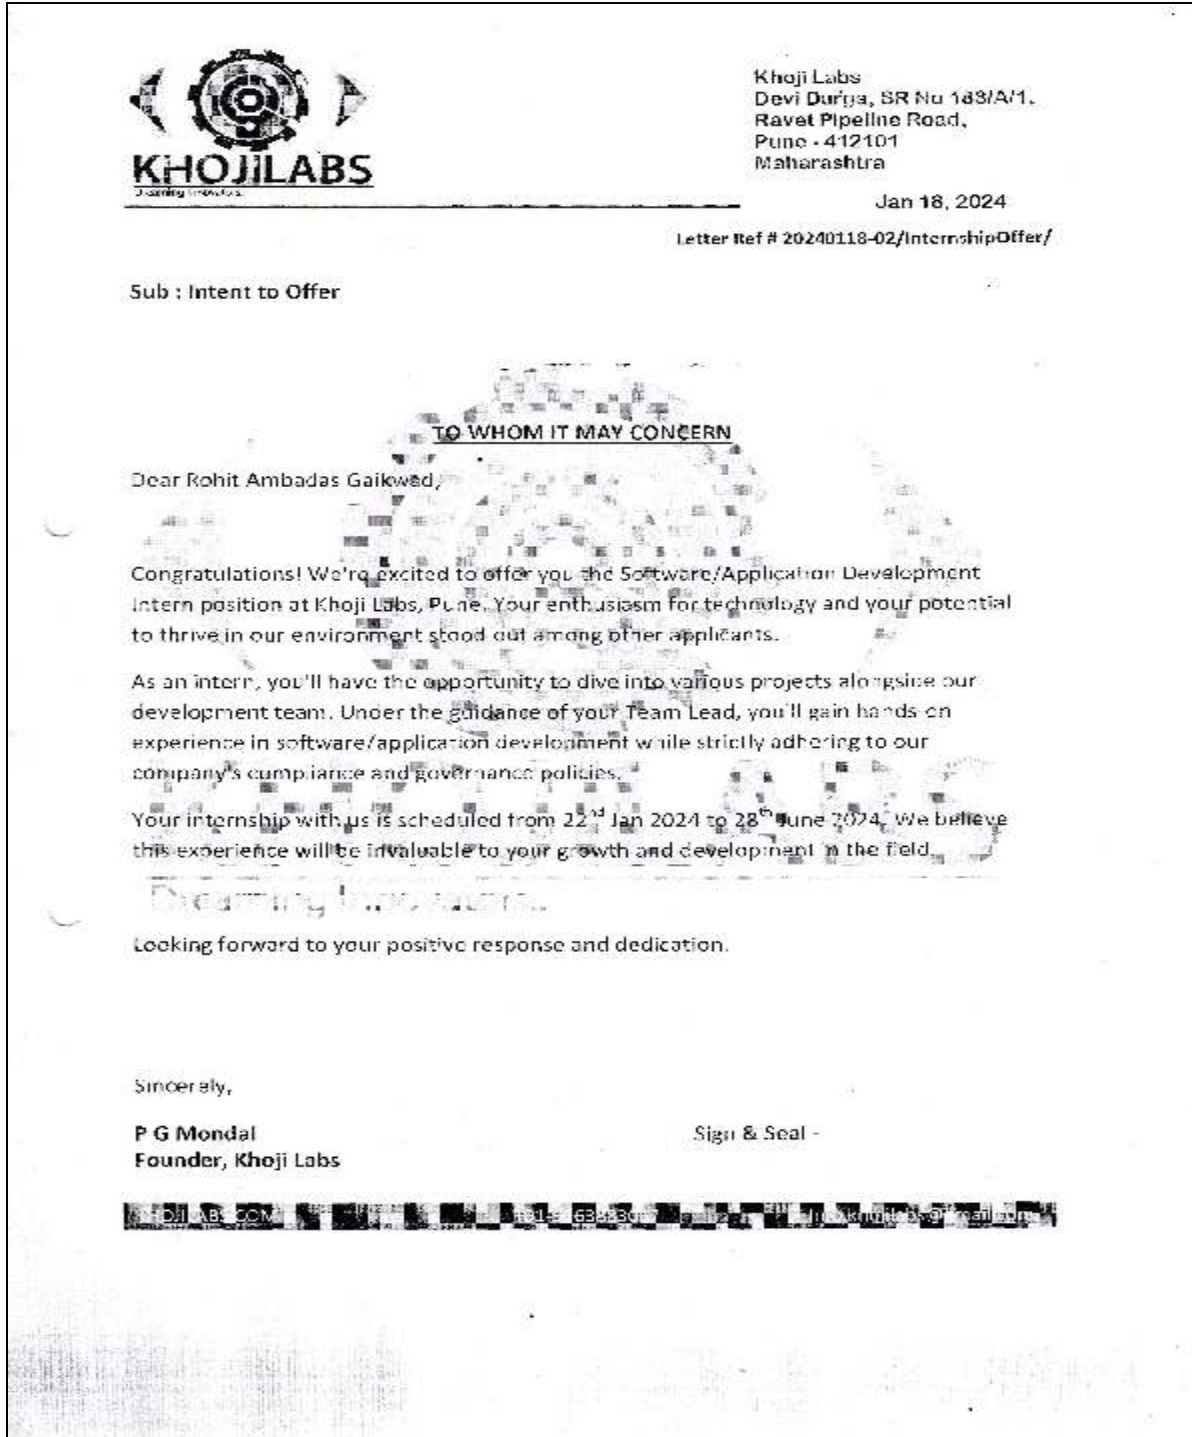 KHOJILABS
Dreaming Innovators..
Khoji Labs
Devi Durga, SR No 183/A/1,
Ravet Pipeline Road,
Pune - 412101
Maharashtra
Jan 18, 2024
Letter Ref # 20240118-02/InternshipOffer/
Sub : Intent to Offer
TO WHOM IT MAY CONCERN
Dear Rohit Ambadas Gaikwad,
Congratulations! We're excited to offer you the Software/Application Development
Intern position at Khoji Labs, Pune. Your enthusiasm for technology and your potential
to thrive in our environment stood out among other applicants.
As an intern, you'll have the opportunity to dive into various projects alongside our
development team. Under the guidance of your Team Lead, you'll gain hands-on
experience in software/application development while strictly adhering to our
company's compliance and governance policies.
Your internship with us is scheduled from 22nd Jan 2024 to 28th June 2024. We believe
this experience will be invaluable to your growth and development in the field.
Dreaming Innovators..
Looking forward to your positive response and dedication.
Sincerely,
P G Mondal
Sign & Seal -
Founder, Khoji Labs
KHOJILABS.COM